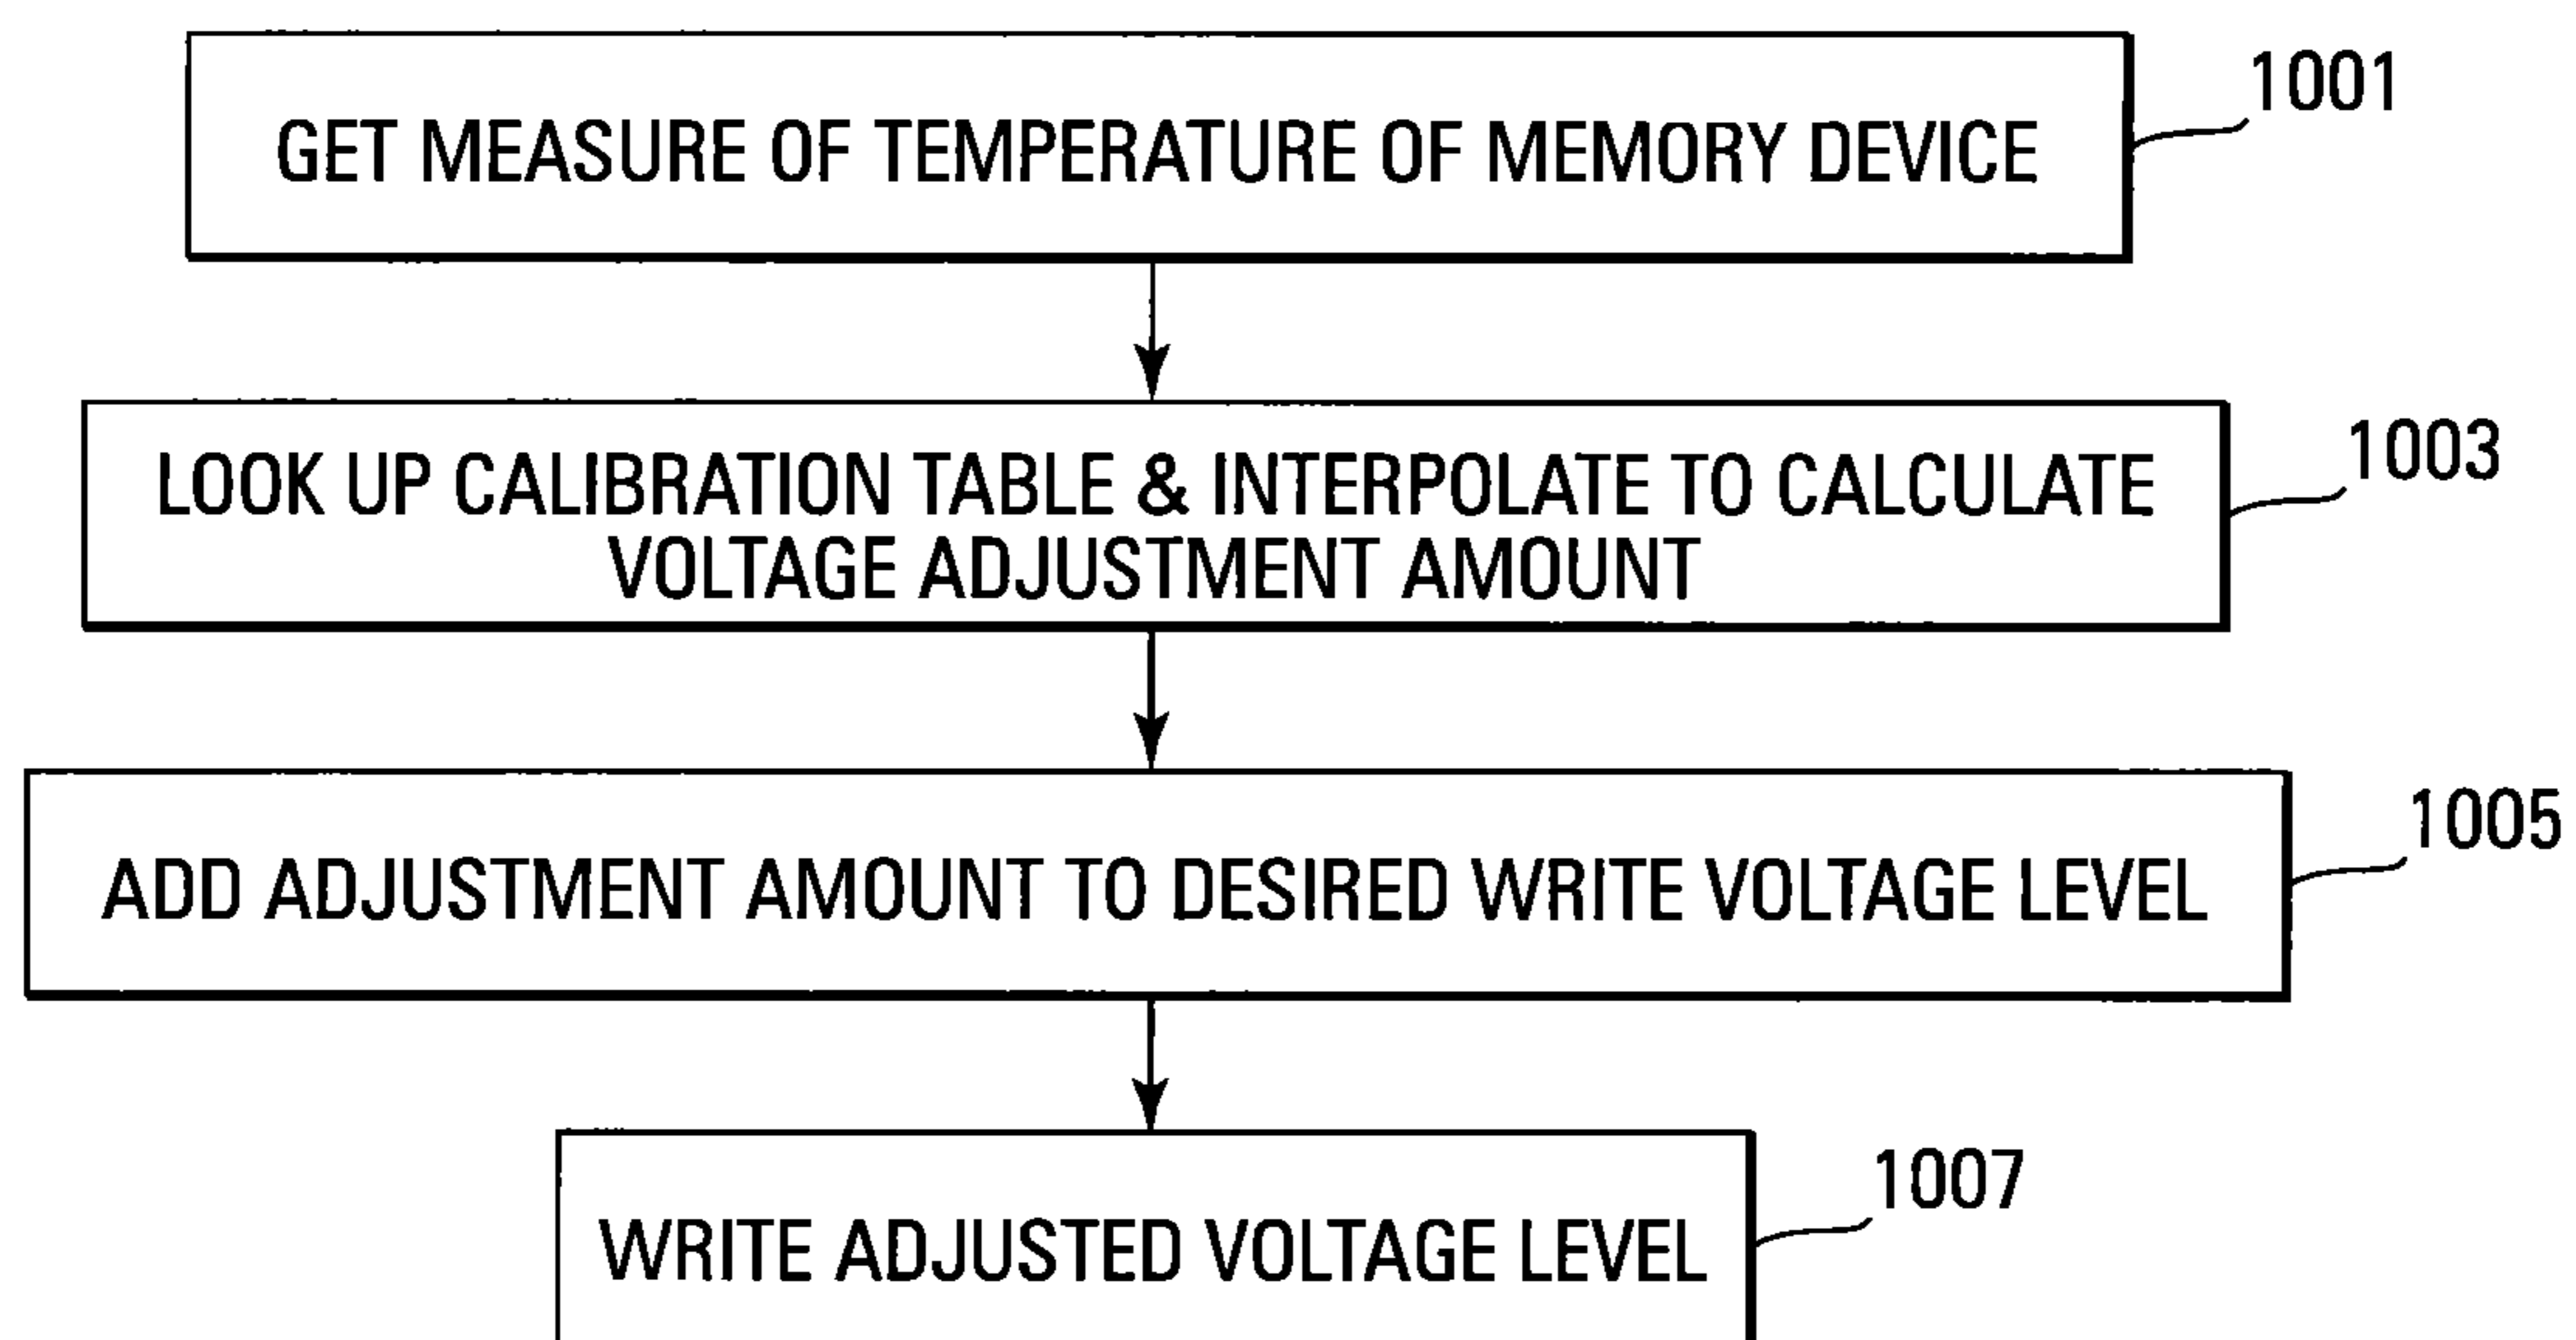 GET MEASURE OF TEMPERATURE OF MEMORY DEVICE
1001
LOOK UP CALIBRATION TABLE & INTERPOLATE TO CALCULATE
VOLTAGE ADJUSTMENT AMOUNT
1003
ADD ADJUSTMENT AMOUNT TO DESIRED WRITE VOLTAGE LEVEL
1005
WRITE ADJUSTED VOLTAGE LEVEL
1007